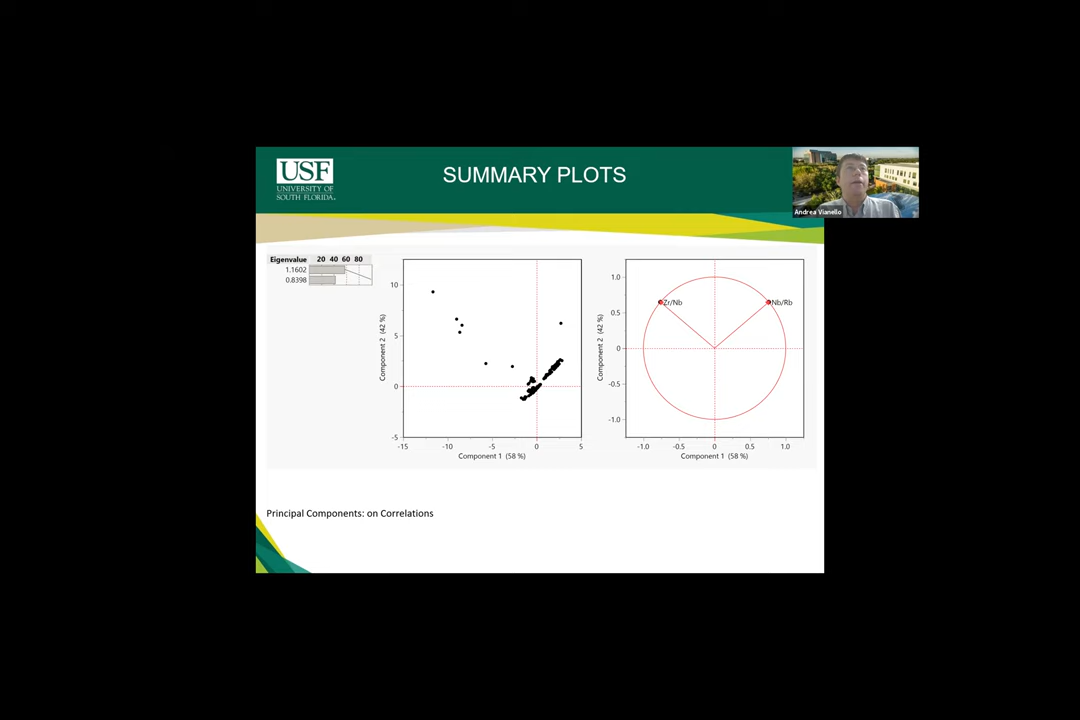 USF
UNIVERSITY OF
SOUTH FLORIDA.
SUMMARY PLOTS
Andrea Vianello
Eigenvalue 20 40 60 80
1.1602
0.8398
Component 2 (42 %)
10
5
0
-5
-15 -10 -5 0 5
Component 1 (58 %)
Component 2 (42 %)
1.0
0.5
0
-0.5
-1.0
Zr/Nb
Nb/Rb
-1.0 -0.5 0 0.5 1.0
Component 1 (58 %)
Principal Components: on Correlations